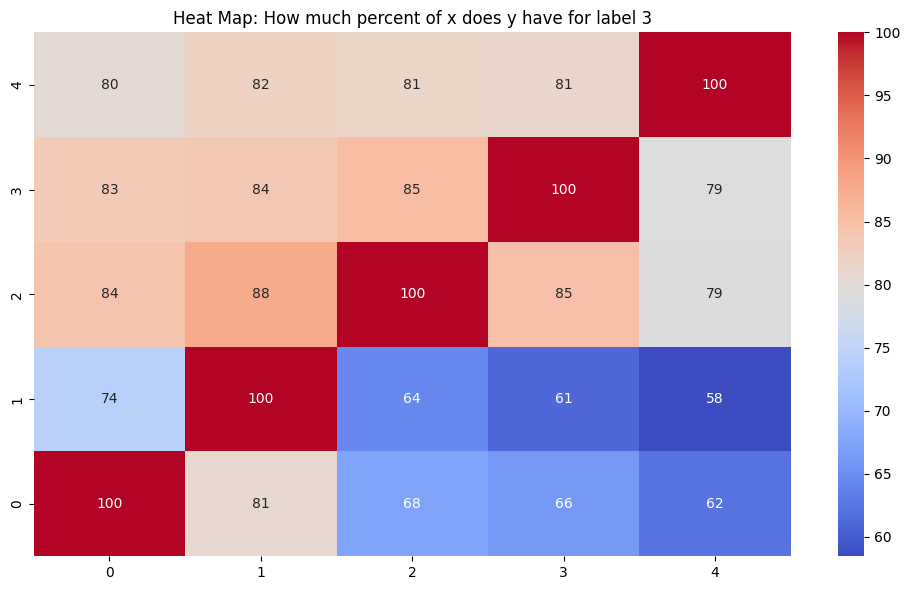 Heat Map: How much percent of x does y have for label 3
4 80 82 81 81 100
3 83 84 85 100 79
2 84 88 100 85 79
1 74 100 64 61 58
0 100 81 68 66 62
0 1 2 3 4
100
95
90
85
80
75
70
65
60